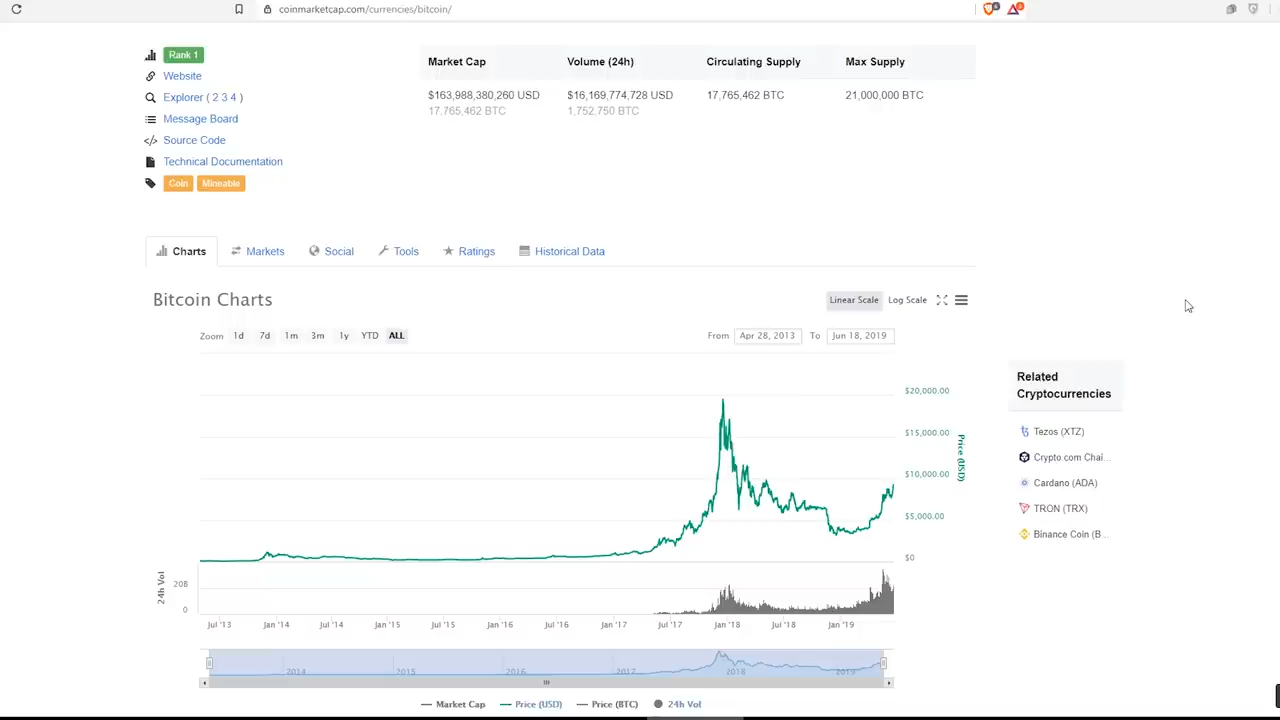 coinmarketcap.com/currencies/bitcoin/
Rank 1
Website
Explorer ( 2 3 4 )
Message Board
Source Code
Technical Documentation
Coin Mineable
Market Cap Volume (24h) Circulating Supply Max Supply
$163,988,380,260 USD $16,169,774,728 USD 17,765,462 BTC 21,000,000 BTC
17,765,462 BTC 1,752,750 BTC
Charts Markets Social Tools Ratings Historical Data
Bitcoin Charts
Linear Scale Log Scale
Zoom 1d 7d 1m 3m 1y YTD ALL From Apr 28, 2013 To Jun 18, 2019
$20,000.00
$15,000.00
$10,000.00
$5,000.00
$0
Price (USD)
24h Vol
20B
0
Jul '13 Jan '14 Jul '14 Jan '15 Jul '15 Jan '16 Jul '16 Jan '17 Jul '17 Jan '18 Jul '18 Jan '19
2014 2015 2016 2017 2018 2019
Market Cap Price (USD) Price (BTC) 24h Vol
Related
Cryptocurrencies
Tezos (XTZ)
Crypto.com Chai...
Cardano (ADA)
TRON (TRX)
Binance Coin (B...